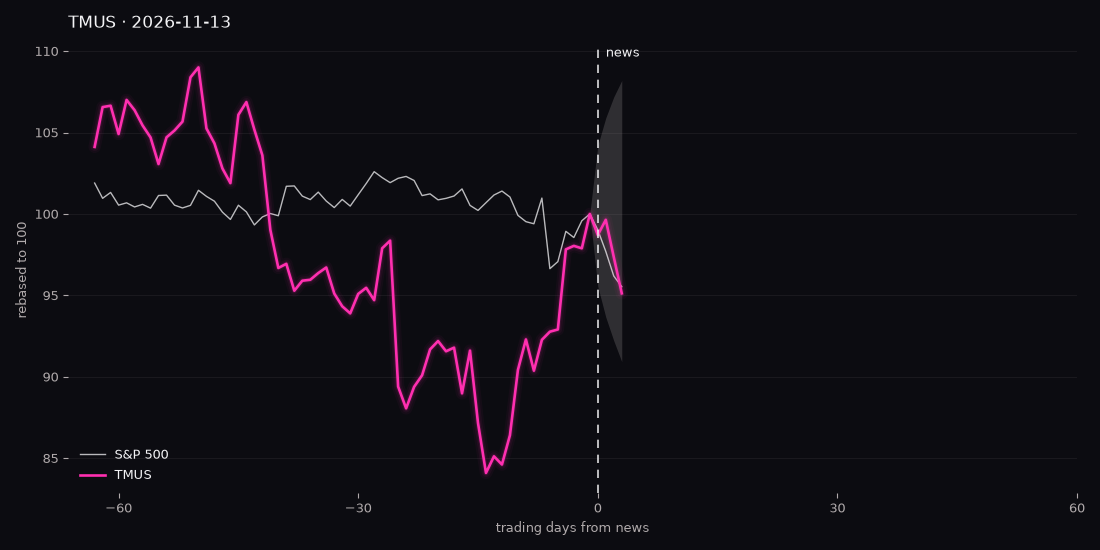 TMUS · 2026-11-13
news
110
105
100
95
90
85
rebased to 100
S&P 500
TMUS
−60
−30
0
30
60
trading days from news